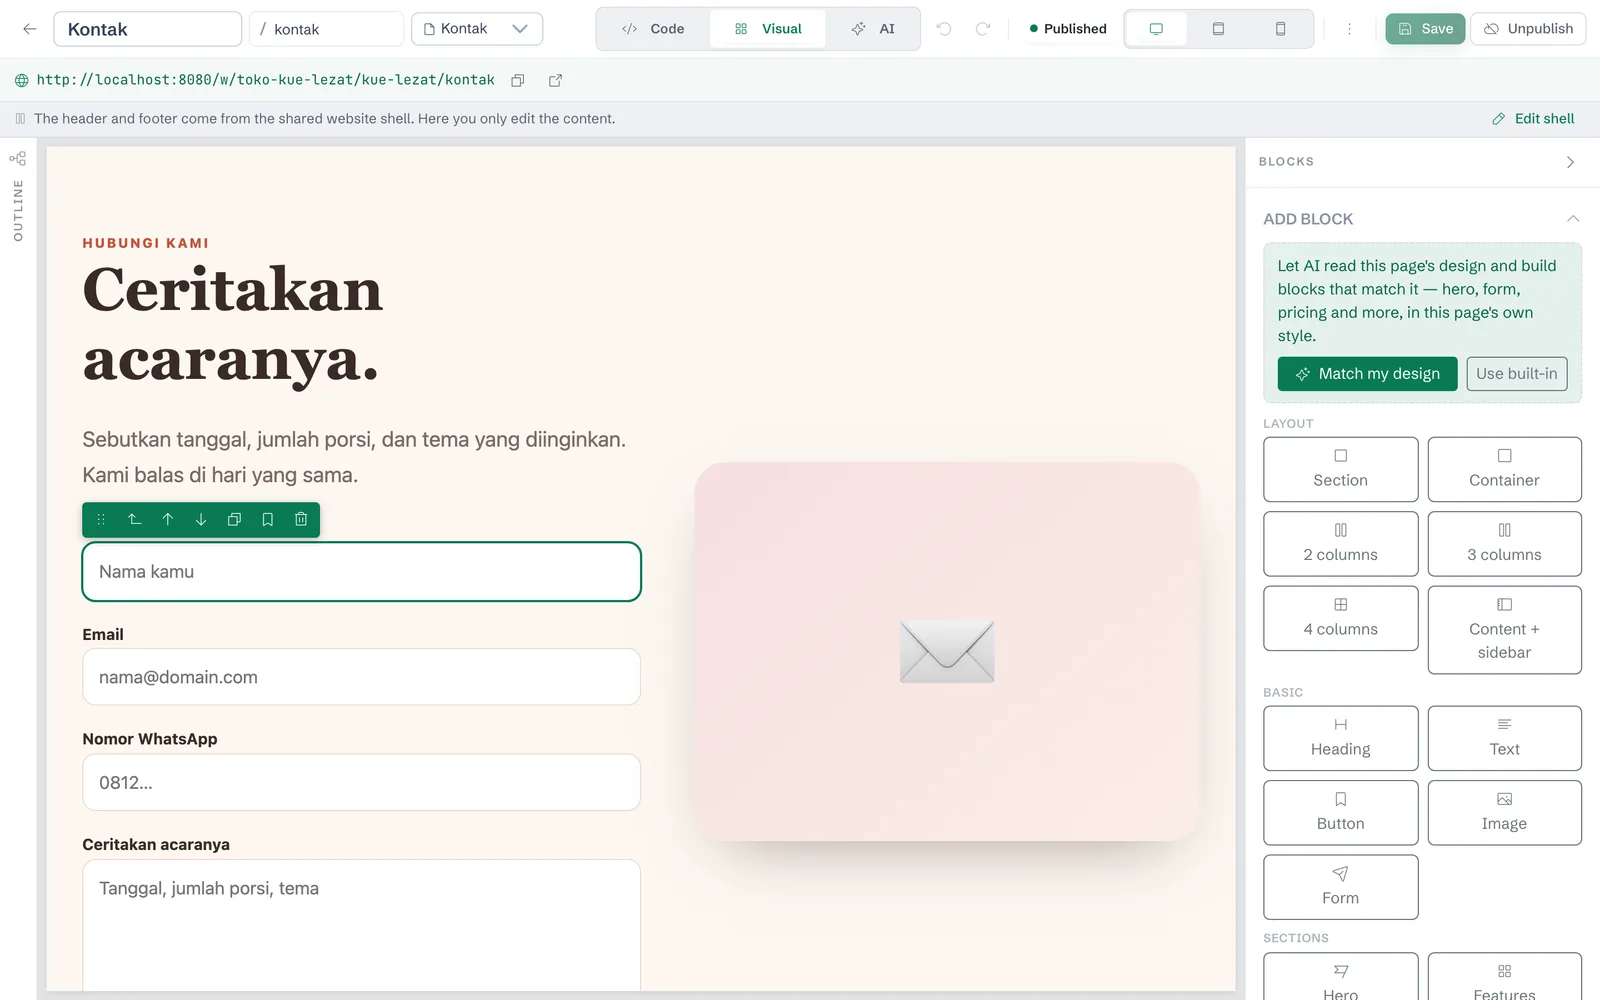 Kontak
/ kontak
Kontak
Code
Visual
AI
Published
Save
Unpublish
http://localhost:8080/w/toko-kue-lezat/kue-lezat/kontak
The header and footer come from the shared website shell. Here you only edit the content.
Edit shell
OUTLINE
HUBUNGI KAMI
Ceritakan
acaranya.
Sebutkan tanggal, jumlah porsi, dan tema yang diinginkan.
Kami balas di hari yang sama.
Nama kamu
Email
nama@domain.com
Nomor WhatsApp
0812...
Ceritakan acaranya
Tanggal, jumlah porsi, tema
BLOCKS
ADD BLOCK
Let AI read this page's design and build
blocks that match it — hero, form,
pricing and more, in this page's own
style.
Match my design
Use built-in
LAYOUT
Section
Container
2 columns
3 columns
4 columns
Content +
sidebar
BASIC
Heading
Text
Button
Image
Form
SECTIONS
Hero
Features